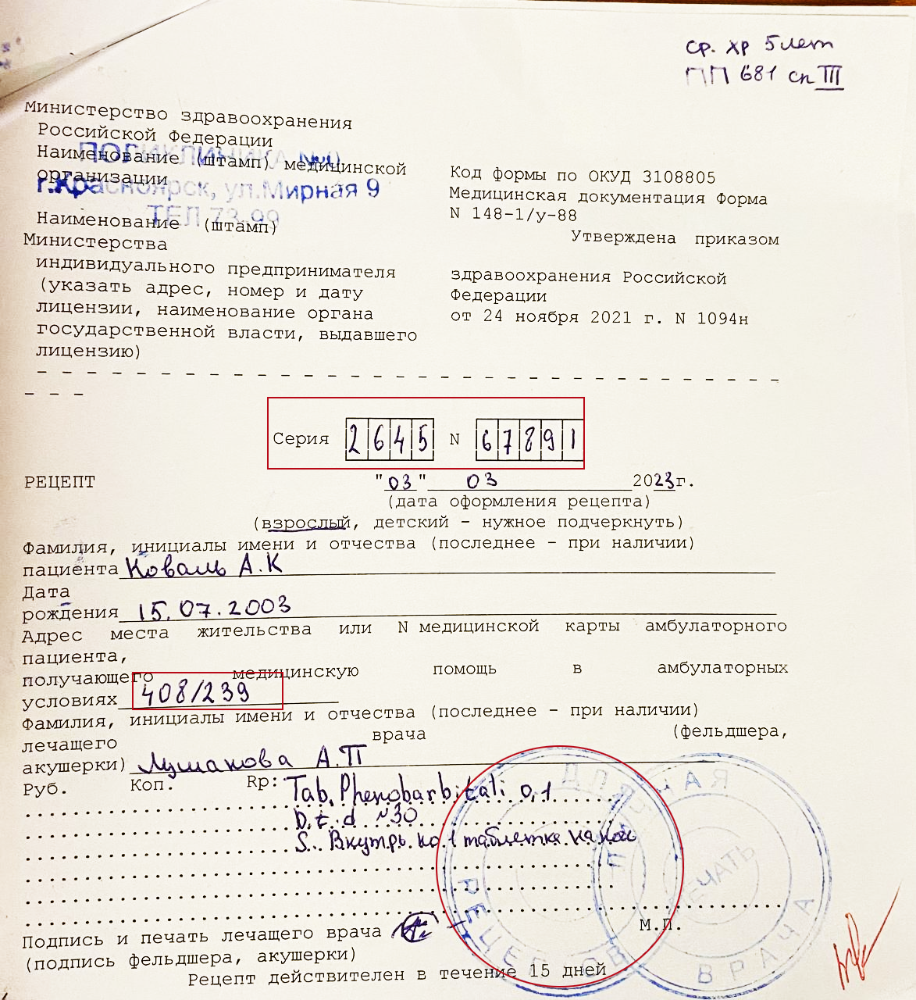 ср. хр 5 лет
ПП 681 сп III
Министерство здравоохранения
Российской Федерации
ПОЛИКЛИНИКА №0
Наименование (штамп) медицинской
организации
г.Красноярск, ул.Мирная 9
ТЕЛ 73-99
Наименование (штамп)
Министерства
индивидуального предпринимателя
(указать адрес, номер и дату
лицензии, наименование органа
государственной власти, выдавшего
лицензию)
Код формы по ОКУД 3108805
Медицинская документация Форма
N 148-1/у-88
Утверждена приказом
здравоохранения Российской
Федерации
от 24 ноября 2021 г. N 1094н
Серия 2645 N 67891
РЕЦЕПТ "03" 03 2023г.
(дата оформления рецепта)
(взрослый, детский - нужное подчеркнуть)
Фамилия, инициалы имени и отчества (последнее - при наличии)
пациента Коваль А.К
Дата
рождения 15.07.2003
Адрес места жительства или N медицинской карты амбулаторного
пациента,
получающего медицинскую помощь в амбулаторных
условиях 408/239
Фамилия, инициалы имени и отчества (последнее - при наличии)
лечащего врача (фельдшера,
акушерки) Лушакова А.П
Руб. Коп. Rp: Tab. Phenobarbitali 0,1
D.t.d N30
S. Внутрь по 1 таблетке на ночь
ДЛЯ РЕЦЕПТОВ
ПЕЧАТЬ
ВРАЧА
М.П.
Подпись и печать лечащего врача
(подпись фельдшера, акушерки)
Рецепт действителен в течение 15 дней